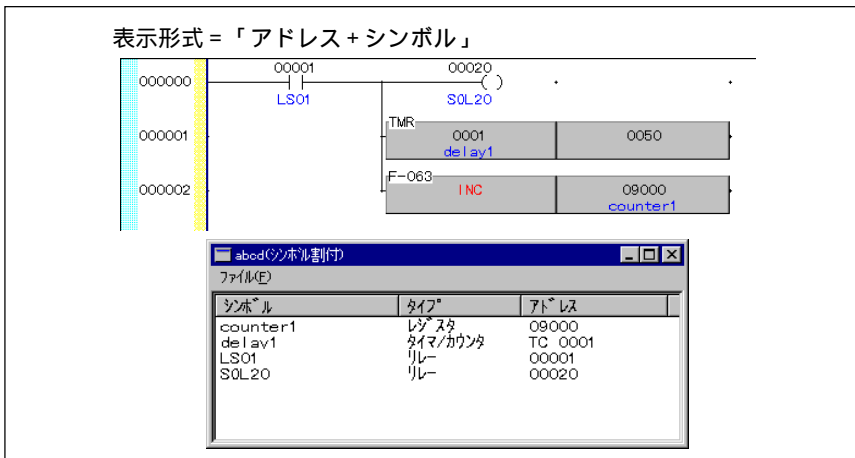 表示形式 = 「アドレス + シンボル」
00001 00020
000000
LS01 SOL20
TMR
000001 0001 0050
delay1
F-063
000002 INC 09000
counter1
abcd(ｼﾝﾎﾞﾙ割付)
ﾌｧｲﾙ(F)
ｼﾝﾎﾞﾙ ﾀｲﾌﾟ ｱﾄﾞﾚｽ
counter1 ﾚｼﾞｽﾀ 09000
delay1 ﾀｲﾏ/ｶｳﾝﾀ TC 0001
LS01 ﾘﾚｰ 00001
SOL20 ﾘﾚｰ 00020